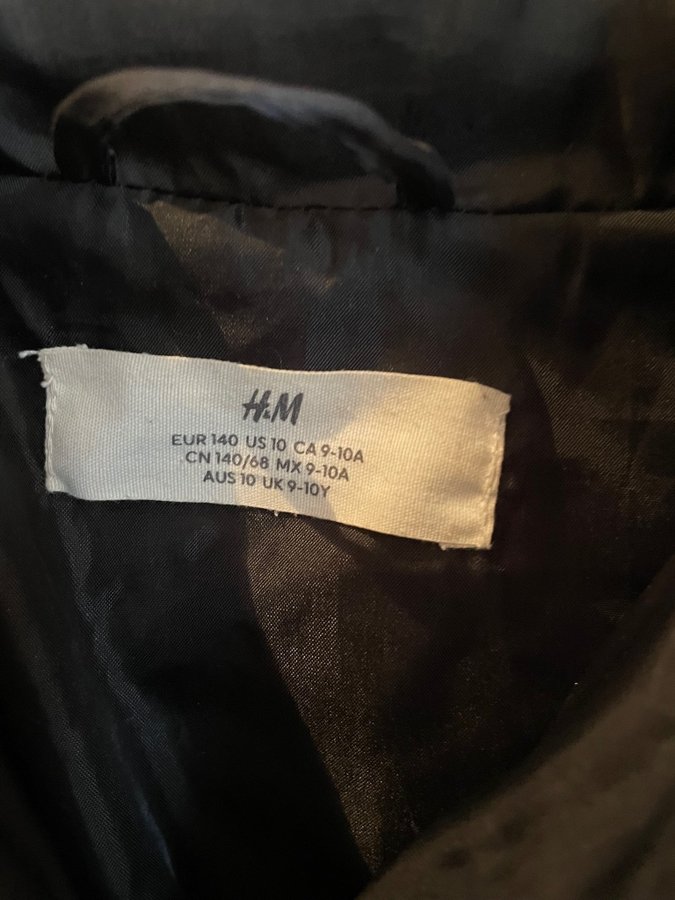 H&M
EUR 140 US 10 CA 9-10A
CN 140/68 MX 9-10A
AUS 10 UK 9-10Y